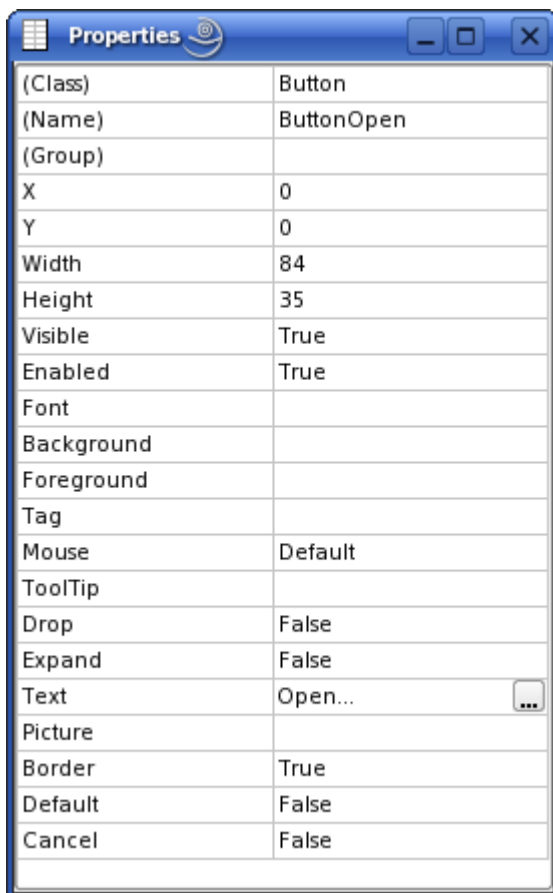 Properties
(Class) Button
(Name) ButtonOpen
(Group)
X 0
Y 0
Width 84
Height 35
Visible True
Enabled True
Font
Background
Foreground
Tag
Mouse Default
ToolTip
Drop False
Expand False
Text Open... ...
Picture
Border True
Default False
Cancel False